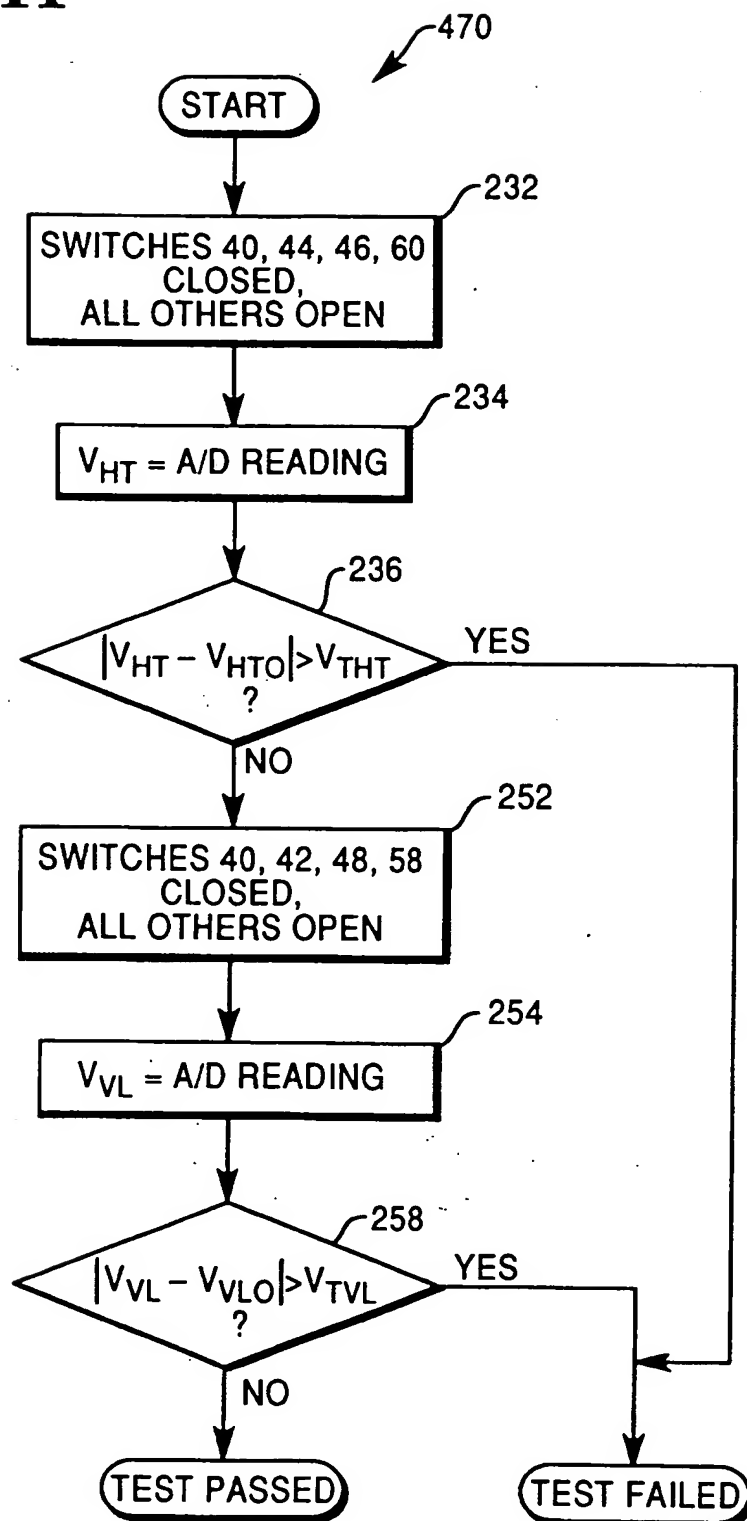 470
START
232
SWITCHES 40, 44, 46, 60
CLOSED,
ALL OTHERS OPEN
234
V_HT = A/D READING
236
|V_HT - V_HTO|>V_THT
?
YES
NO
252
SWITCHES 40, 42, 48, 58
CLOSED,
ALL OTHERS OPEN
254
V_VL = A/D READING
258
|V_VL - V_VLO|>V_TVL
?
YES
NO
TEST PASSED
TEST FAILED